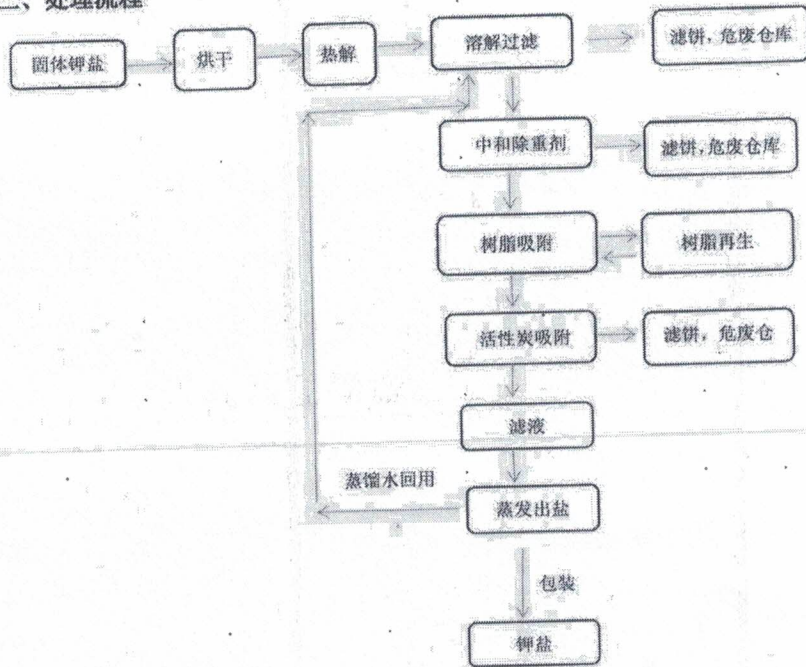 二、处理流程
固体钾盐
烘干
热解
溶解过滤
滤饼，危废仓库
中和除重剂
滤饼，危废仓库
树脂吸附
树脂再生
活性炭吸附
滤饼，危废仓
滤液
蒸馏水回用
蒸发出盐
包装
钾盐